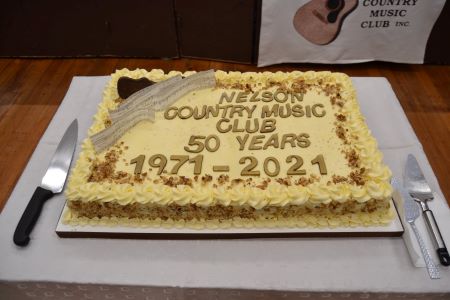 COUNTRY
MUSIC
CLUB INC.
NELSON
COUNTRY MUSIC
CLUB
50 YEARS
1971-2021